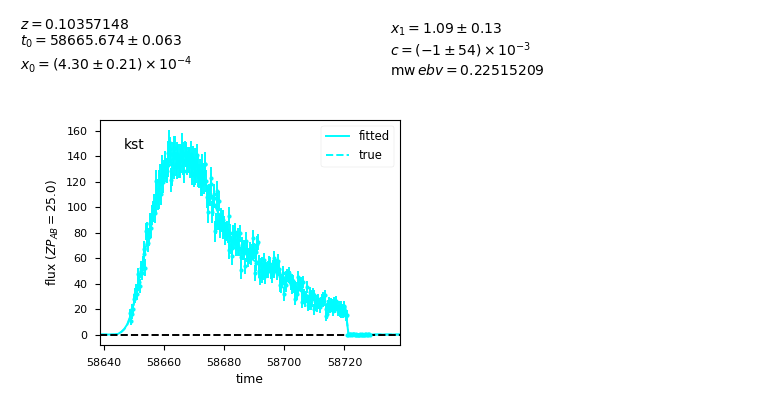 z = 0.10357148
t₀ = 58665.674 ± 0.063
x₀ = (4.30 ± 0.21) × 10⁻⁴
x₁ = 1.09 ± 0.13
c = (−1 ± 54) × 10⁻³
mw ebv = 0.22515209
kst
fitted
true
flux (ZP_AB = 25.0)
160
140
120
100
80
60
40
20
0
58640 58660 58680 58700 58720
time